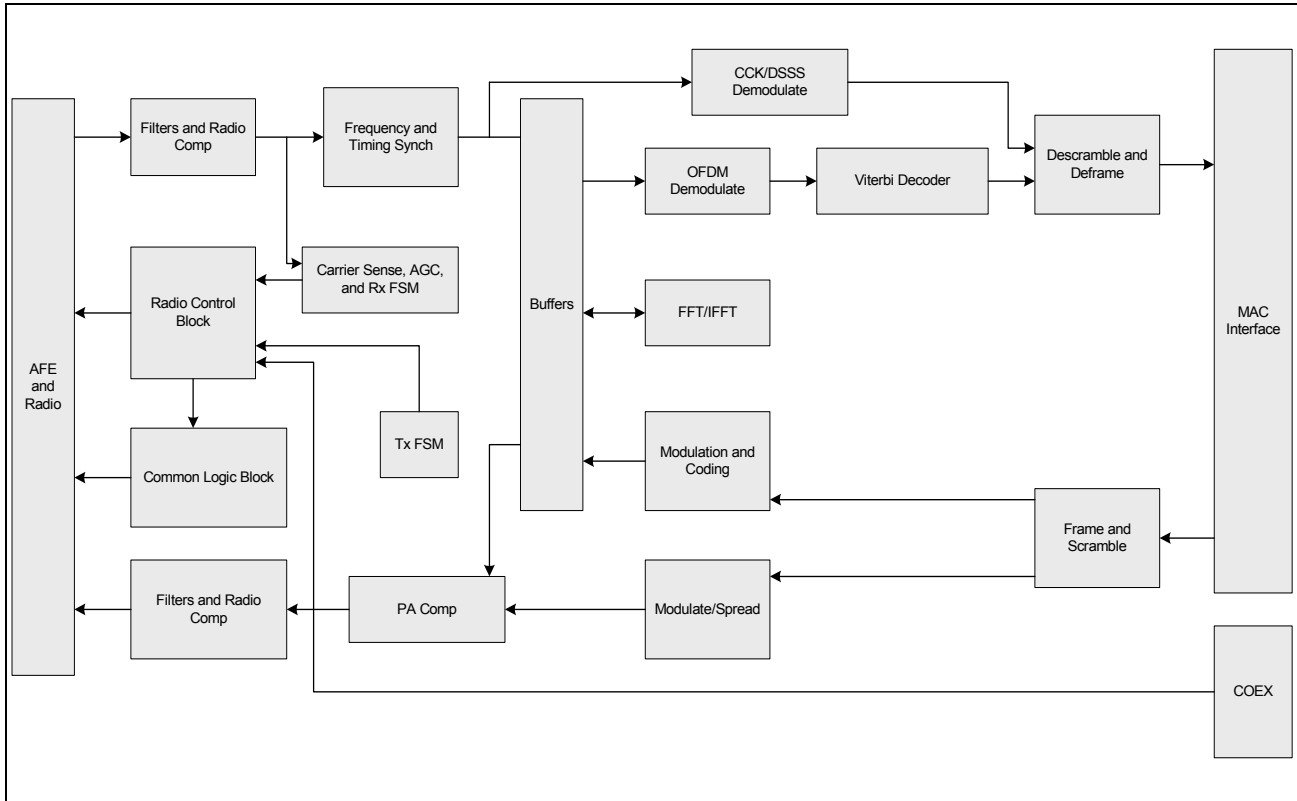 CCK/DSSS
Demodulate
Filters and Radio
Comp
Frequency and
Timing Synch
OFDM
Demodulate
Viterbi Decoder
Descramble and
Deframe
Carrier Sense, AGC,
and Rx FSM
Radio Control
Block
Buffers
FFT/IFFT
MAC
Interface
AFE
and
Radio
Tx FSM
Modulation and
Coding
Common Logic Block
Frame and
Scramble
Filters and Radio
Comp
PA Comp
Modulate/Spread
COEX